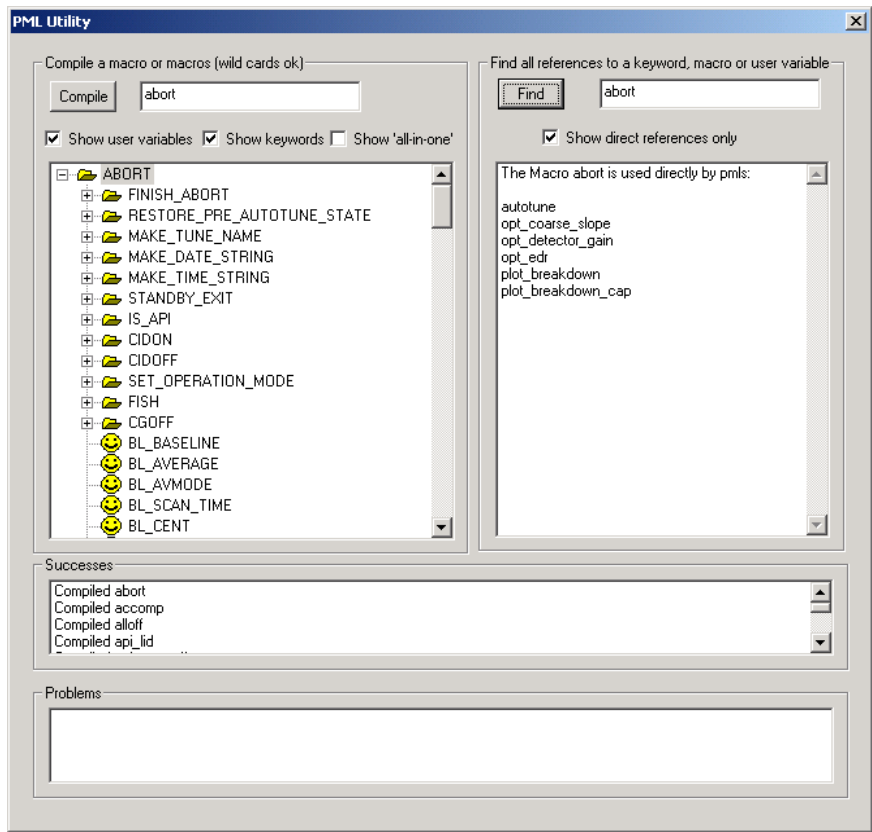 PML Utility
Compile a macro or macros (wild cards ok)
Compile
abort
Show user variables
Show keywords
Show 'all-in-one'
ABORT
FINISH_ABORT
RESTORE_PRE_AUTOTUNE_STATE
MAKE_TUNE_NAME
MAKE_DATE_STRING
MAKE_TIME_STRING
STANDBY_EXIT
IS_API
CIDON
CIDOFF
SET_OPERATION_MODE
FISH
CGOFF
BL_BASELINE
BL_AVERAGE
BL_AVMODE
BL_SCAN_TIME
BL_CENT
Find all references to a keyword, macro or user variable
Find
abort
Show direct references only
The Macro abort is used directly by pmls:
autotune
opt_coarse_slope
opt_detector_gain
opt_edr
plot_breakdown
plot_breakdown_cap
Successes
Compiled abort
Compiled accomp
Compiled alloff
Compiled api_lid
Problems